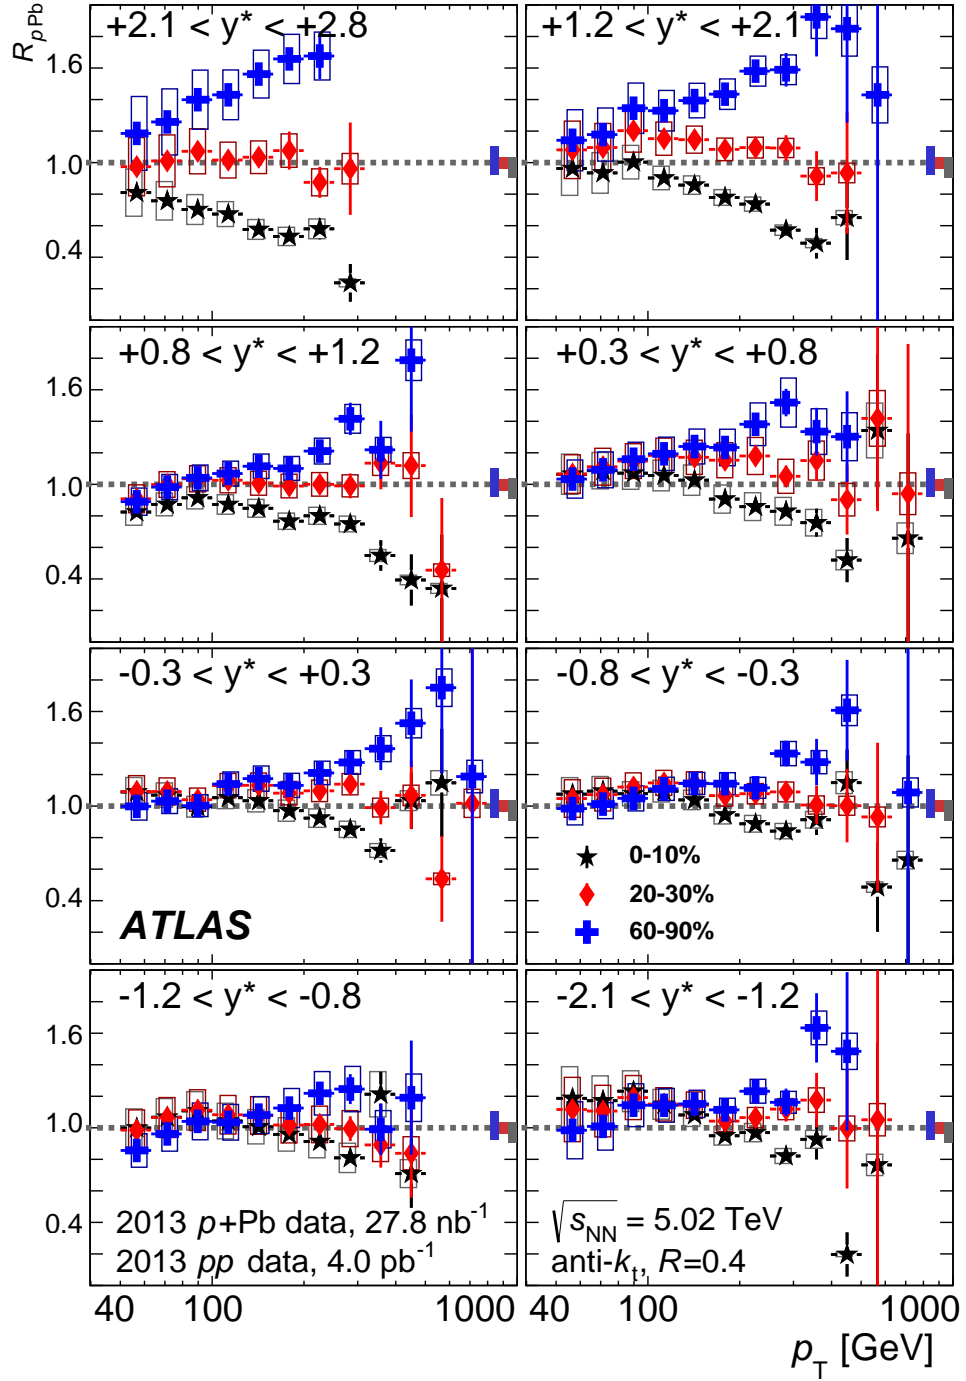 R_pPb
+2.1 < y* < +2.8
+1.2 < y* < +2.1
1.6
1.0
0.4
+0.8 < y* < +1.2
+0.3 < y* < +0.8
1.6
1.0
0.4
-0.3 < y* < +0.3
-0.8 < y* < -0.3
1.6
1.0
0.4
0-10%
20-30%
60-90%
ATLAS
-1.2 < y* < -0.8
-2.1 < y* < -1.2
1.6
1.0
0.4
2013 p+Pb data, 27.8 nb⁻¹
2013 pp data, 4.0 pb⁻¹
√s_NN = 5.02 TeV
anti-k_t, R=0.4
40 100 1000
40 100 1000
p_T [GeV]